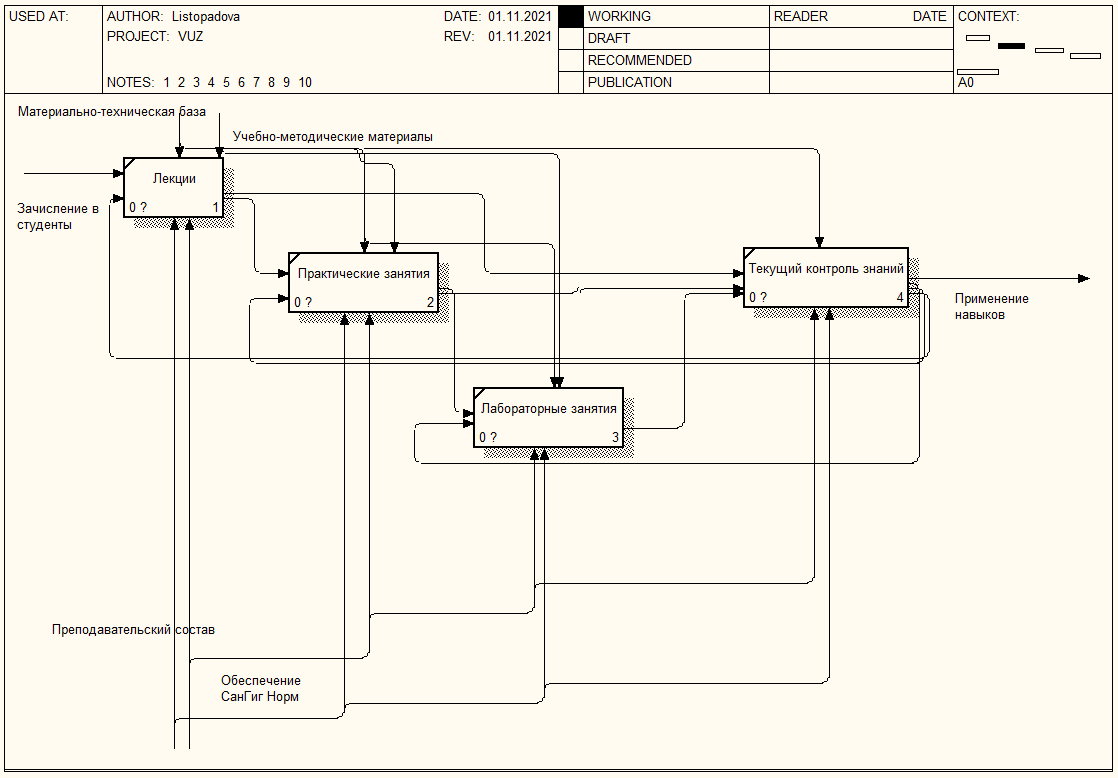 USED AT:
AUTHOR: Listopadova
DATE: 01.11.2021
WORKING
READER
DATE
CONTEXT:
PROJECT: VUZ
REV: 01.11.2021
DRAFT
RECOMMENDED
NOTES: 1 2 3 4 5 6 7 8 9 10
PUBLICATION
A0
Материально-техническая база
Учебно-методические материалы
Лекции
0 ?
1
Зачисление в
студенты
Практические занятия
0 ?
2
Текущий контроль знаний
0 ?
4
Применение
навыков
Лабораторные занятия
0 ?
3
Преподавательский состав
Обеспечение
СанГиг Норм